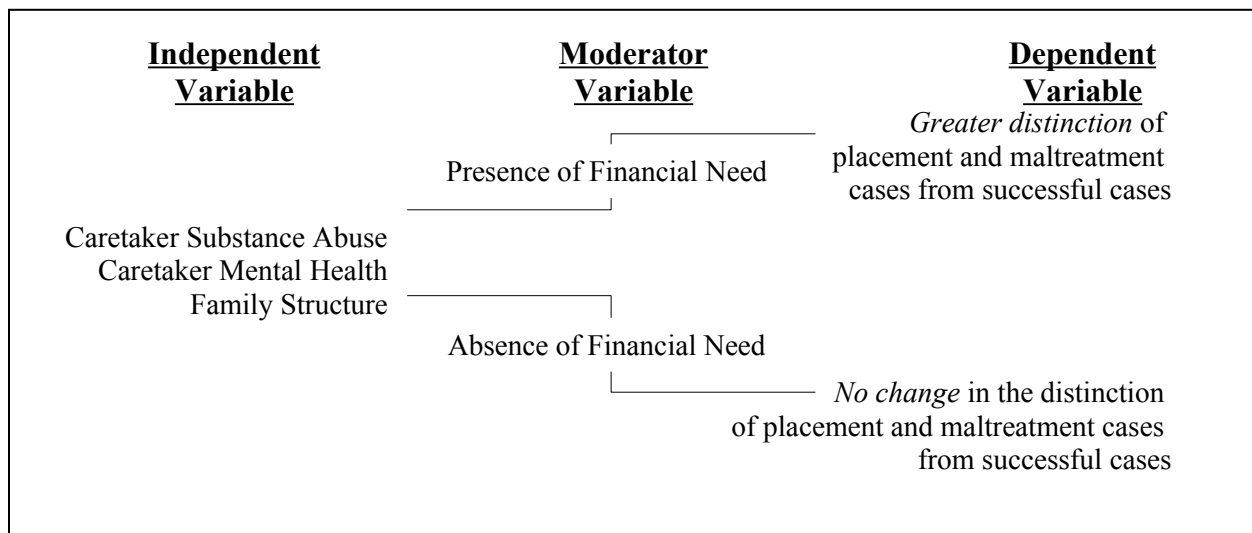 Independent
Variable
Moderator
Variable
Dependent
Variable
Greater distinction of
placement and maltreatment
cases from successful cases
Presence of Financial Need
Caretaker Substance Abuse
Caretaker Mental Health
Family Structure
Absence of Financial Need
No change in the distinction
of placement and maltreatment cases
from successful cases